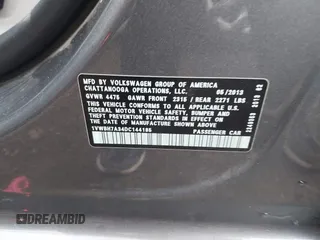 MFD. BY VOLKSWAGEN GROUP OF AMERICA
CHATTANOOGA OPERATIONS, LLC. 05/2013
GVWR 4475 GAWR FRONT 2315 / REAR 2271 LBS
THIS VEHICLE CONFORMS TO ALL APPLICABLE
FEDERAL MOTOR VEHICLE SAFETY, BUMPER AND
THEFT PREVENTION STANDARDS IN EFFECT ON THE
DATE OF MANUFACTURE SHOWN ABOVE.
1VWBH7A34DC144186 PASSENGER CAR
DREAMBID